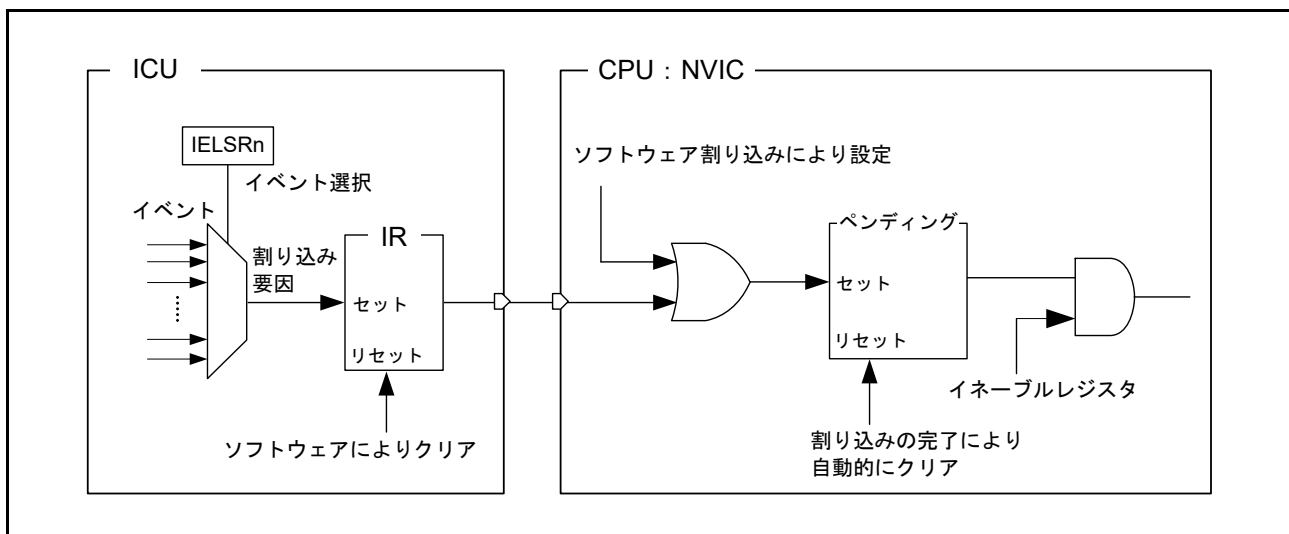 ICU
CPU：NVIC
IELSRn
イベント選択
イベント
割り込み
要因
IR
セット
リセット
ソフトウェアによりクリア
ソフトウェア割り込みにより設定
ペンディング
セット
リセット
イネーブルレジスタ
割り込みの完了により
自動的にクリア